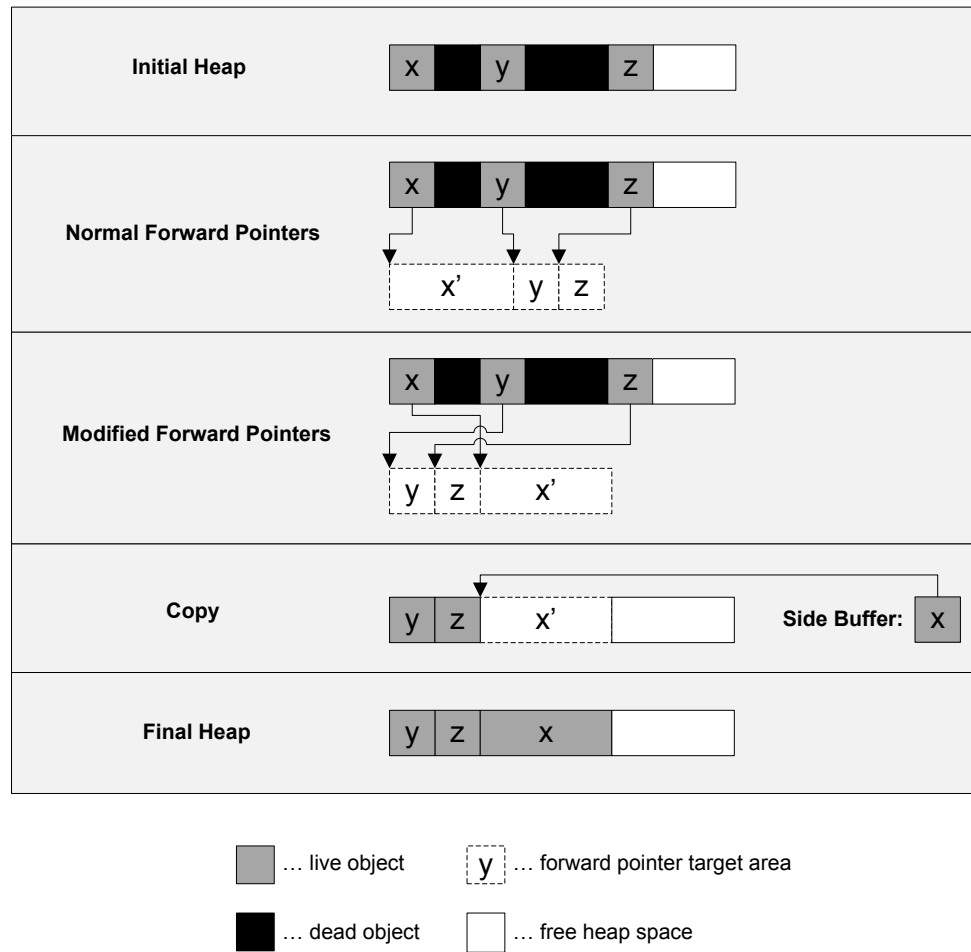 Initial Heap
x y z
Normal Forward Pointers
x y z
x’ y z
Modified Forward Pointers
x y z
y z x’
Copy
y z x’
Side Buffer: x
Final Heap
y z x
… live object
y … forward pointer target area
… dead object
… free heap space